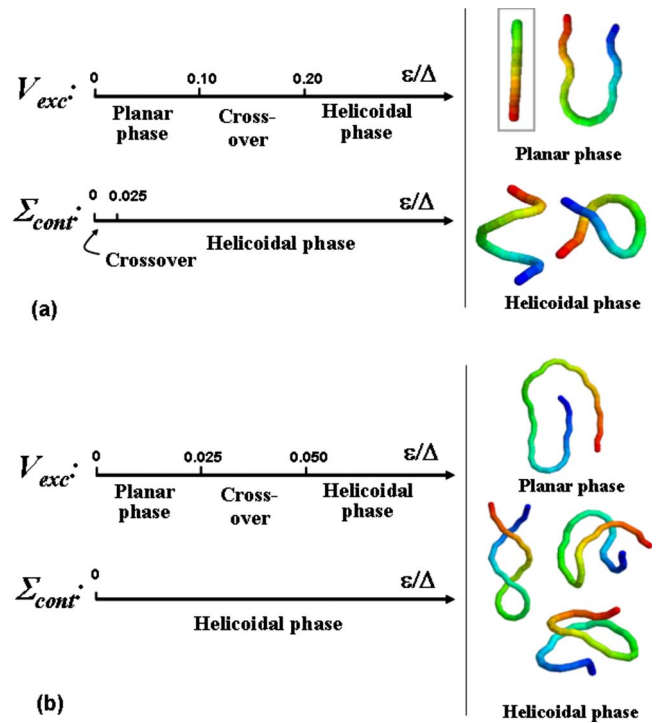 0 0.10 0.20 ε/Δ
V_exc:
Planar phase Cross-over Helicoidal phase
Planar phase
0 0.025 ε/Δ
Σ_cont:
Helicoidal phase
Crossover
Helicoidal phase
(a)
0 0.025 0.050 ε/Δ
V_exc:
Planar phase Cross-over Helicoidal phase
Planar phase
0 ε/Δ
Σ_cont:
Helicoidal phase
Helicoidal phase
(b)